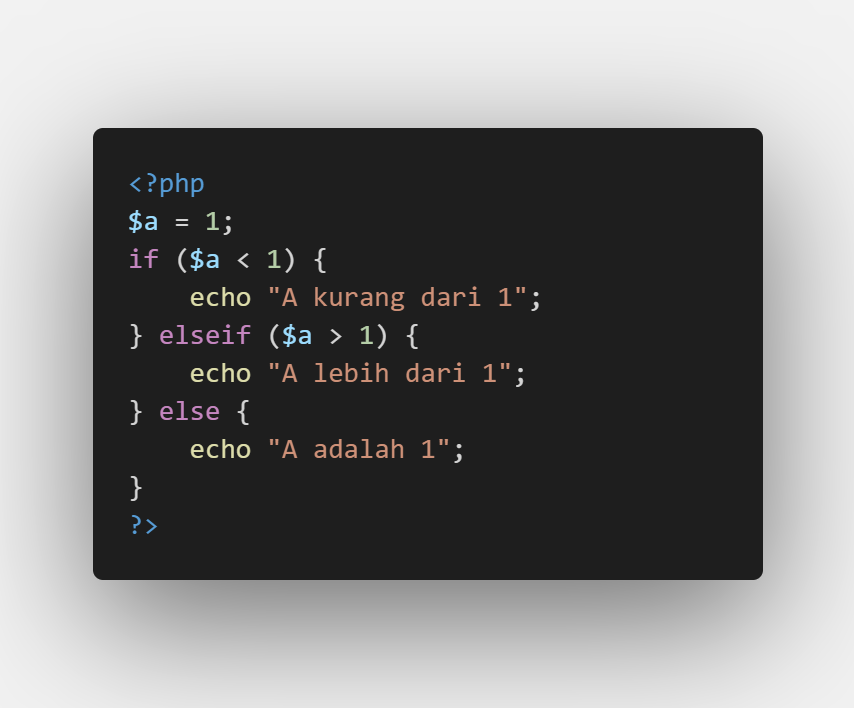 <?php
$a = 1;
if ($a < 1) {
    echo "A kurang dari 1";
} elseif ($a > 1) {
    echo "A lebih dari 1";
} else {
    echo "A adalah 1";
}
?>